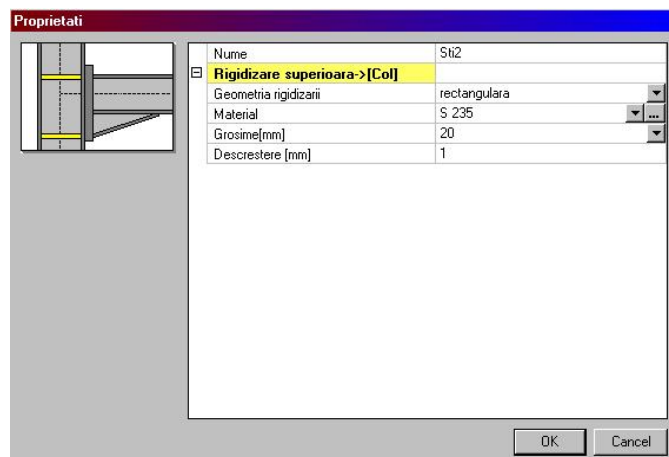 Proprietati
Nume Sti2
Rigidizare superioara->[Col]
Geometria rigidizarii rectangulara
Material S 235 ...
Grosime[mm] 20
Descrestere [mm] 1
OK Cancel